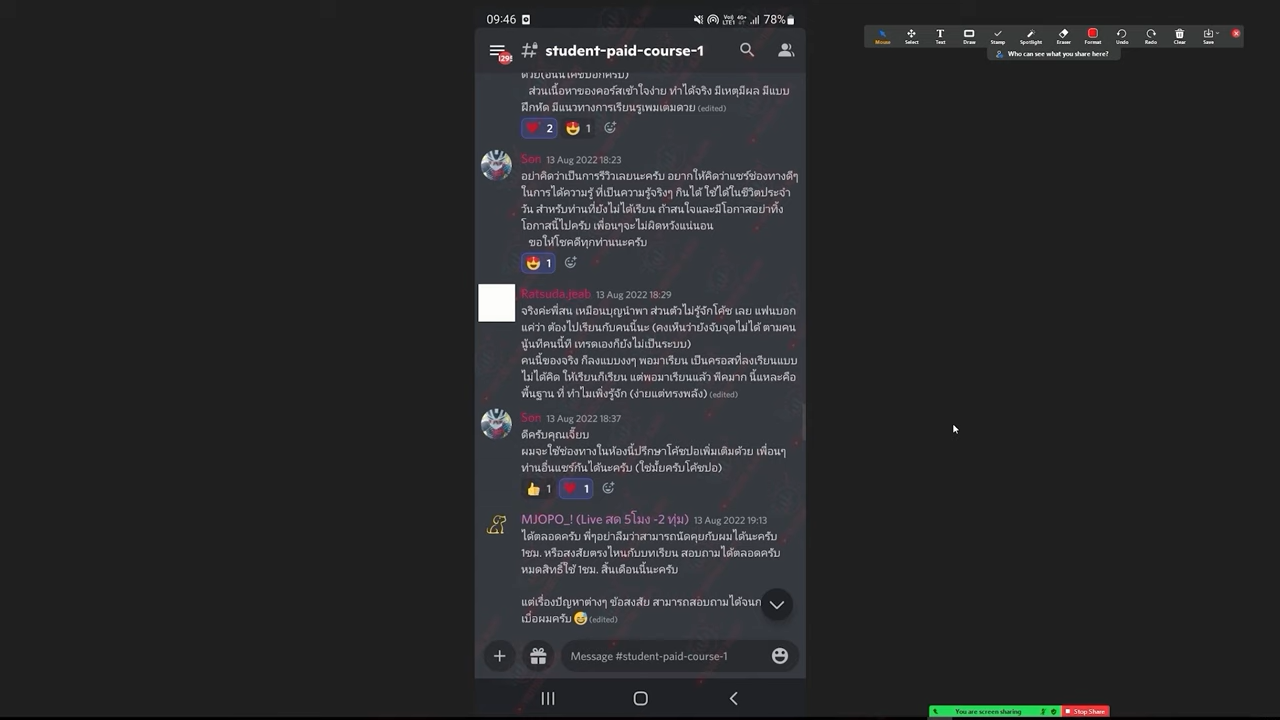 09:46
Vo) 4G+
LTE1
78%
Mouse
Select
Text
Draw
Stamp
Spotlight
Eraser
Format
Undo
Redo
Clear
Save
Who can see what you share here?
student-paid-course-1
ส่วนเนื้อหาของคอร์สเข้าใจง่าย ทำได้จริง มีเหตุมีผล มีแบบ
ฝึกหัด มีแนวทางการเรียนรู้เพิ่มเติมด้วย (edited)
2
1
Son 13 Aug 2022 18:23
อย่าคิดว่าเป็นการรีวิวเลยนะครับ อยากให้คิดว่าแชร์ช่องทางดีๆ
ในการได้ความรู้ ที่เป็นความรู้จริงๆ กินได้ ใช้ได้ในชีวิตประจำ
วัน สำหรับท่านที่ยังไม่ได้เรียน ถ้าสนใจและมีโอกาสอย่าทิ้ง
โอกาสนี้ไปครับ เพื่อนๆจะไม่ผิดหวังแน่นอน
ขอให้โชคดีทุกท่านนะครับ
1
Ratsuda.jeab 13 Aug 2022 18:29
จริงค่ะพี่สน เหมือนบุญนำพา ส่วนตัวไม่รู้จักโค้ช เลย แฟนบอก
แค่ว่า ต้องไปเรียนกับคนนี้นะ (คงเห็นว่ายังจับจุดไม่ได้ ตามคน
นู้นทีคนนี้ที เทรดเองก็ยังไม่เป็นระบบ)
คนนี้ของจริง ก็ลงแบบงงๆ พอมาเรียน เป็นครอสที่ลงเรียนแบบ
ไม่ได้คิด ให้เรียนก็เรียน แต่พอมาเรียนแล้ว พีคมาก นี้แหละคือ
พื้นฐาน ที่ ทำไมเพิ่งรู้จัก (ง่ายแต่ทรงพลัง) (edited)
Son 13 Aug 2022 18:37
ดีครับคุณเจี๊ยบ
ผมจะใช้ช่องทางในห้องนี้ปรึกษาโค้ชปอเพิ่มเติมด้วย เพื่อนๆ
ท่านอื่นแชร์กันได้นะครับ (ใช่มั้ยครับโค้ชปอ)
1
1
MJOPO_! (Live สด 5โมง -2 ทุ่ม) 13 Aug 2022 19:13
ได้ตลอดครับ พี่ๆอย่าลืมว่าสามารถนัดคุยกับผมได้นะครับ
1ชม. หรือสงสัยตรงไหนกับบทเรียน สอบถามได้ตลอดครับ
หมดสิทธิ์ใช้ 1ชม. สิ้นเดือนนี้นะครับ
แต่เรื่องปัญหาต่างๆ ข้อสงสัย สามารถสอบถามได้จนก
เบื่อผมครับ (edited)
Message #student-paid-course-1
You are screen sharing
Stop Share